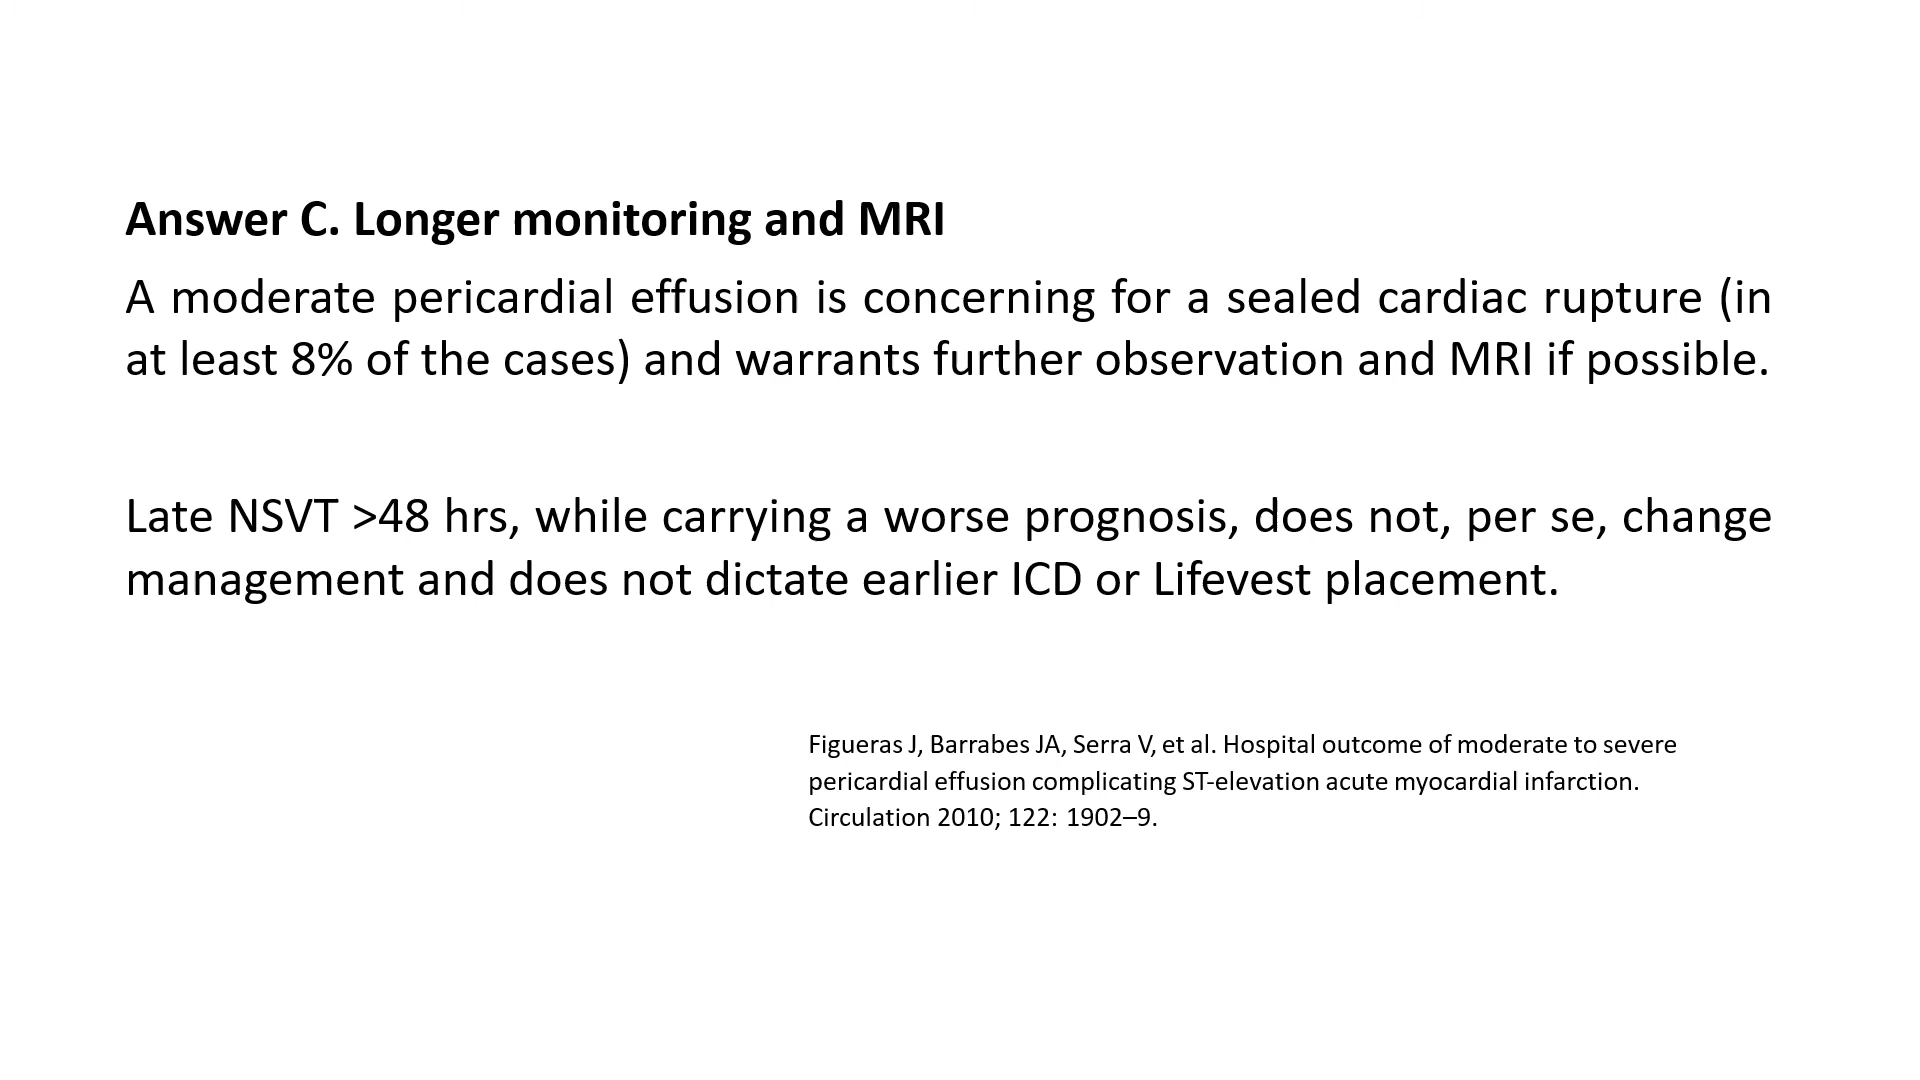 Answer C. Longer monitoring and MRI
A moderate pericardial effusion is concerning for a sealed cardiac rupture (in
at least 8% of the cases) and warrants further observation and MRI if possible.
Late NSVT >48 hrs, while carrying a worse prognosis, does not, per se, change
management and does not dictate earlier ICD or Lifevest placement.
Figueras J, Barrabes JA, Serra V, et al. Hospital outcome of moderate to severe
pericardial effusion complicating ST-elevation acute myocardial infarction.
Circulation 2010; 122: 1902–9.